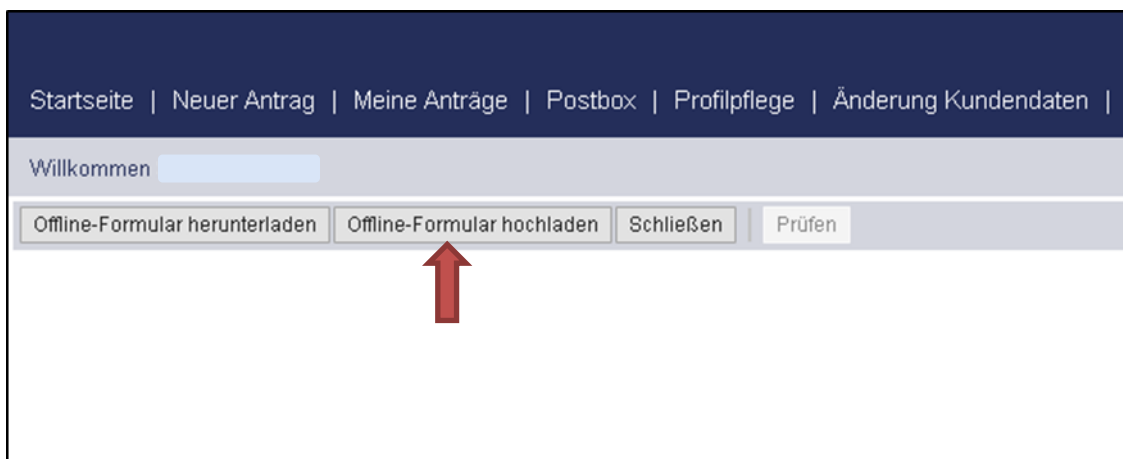 Startseite | Neuer Antrag | Meine Anträge | Postbox | Profilpflege | Änderung Kundendaten |
Willkommen
Offline-Formular herunterladen Offline-Formular hochladen Schließen Prüfen